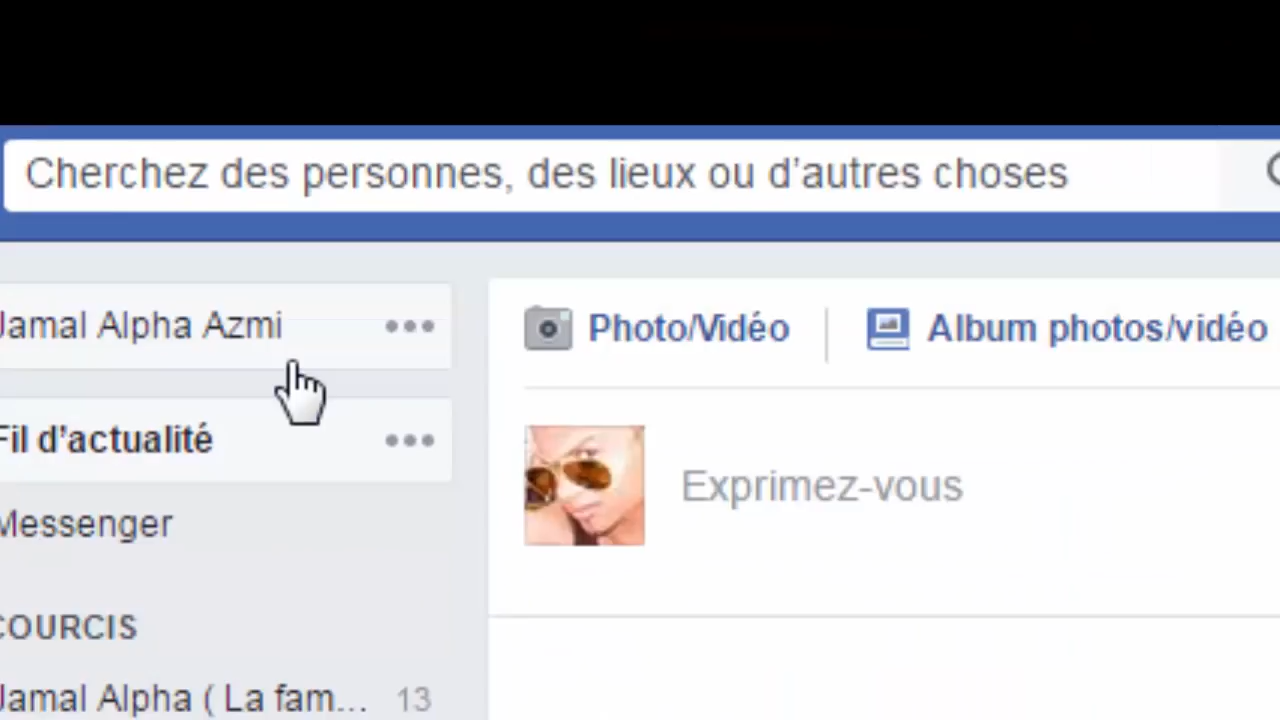 Cherchez des personnes, des lieux ou d'autres choses
Jamal Alpha Azmi
Photo/Vidéo
Album photos/vidéo
Fil d'actualité
Exprimez-vous
Messenger
COURCIS
Jamal Alpha ( La fam... 13